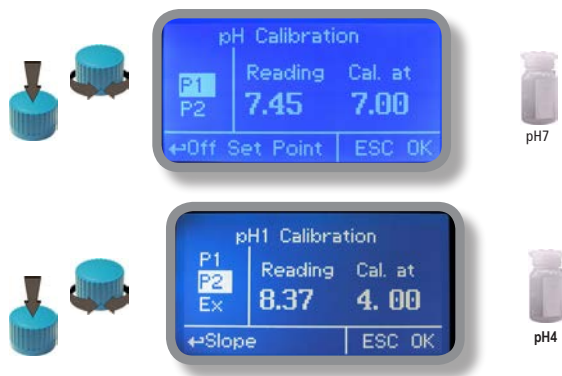 pH Calibration
P1
Reading Cal. at
P2
7.45 7.00
↩Off Set Point ESC OK
pH7
pH1 Calibration
P1
P2
Reading Cal. at
Ex
8.37 4.00
↩Slope ESC OK
pH4